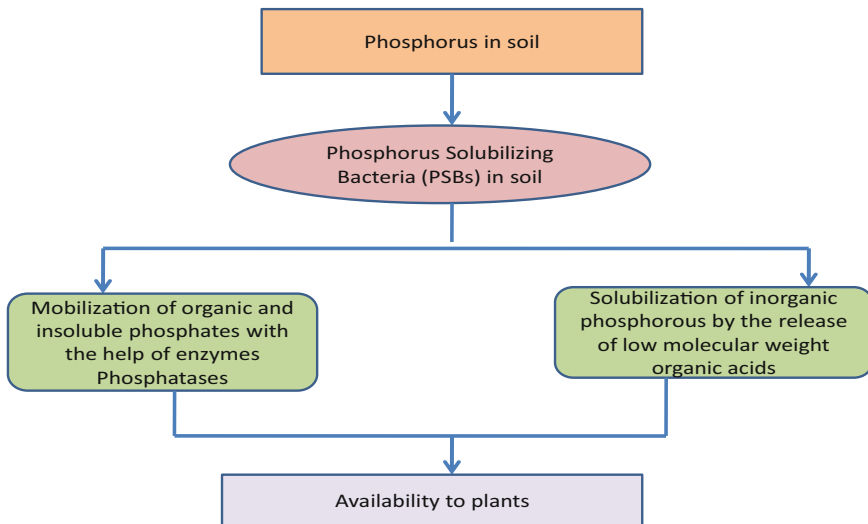 Phosphorus in soil
Phosphorus Solubilizing
Bacteria (PSBs) in soil
Mobilization of organic and
insoluble phosphates with
the help of enzymes
Phosphatases
Solubilization of inorganic
phosphorous by the release
of low molecular weight
organic acids
Availability to plants